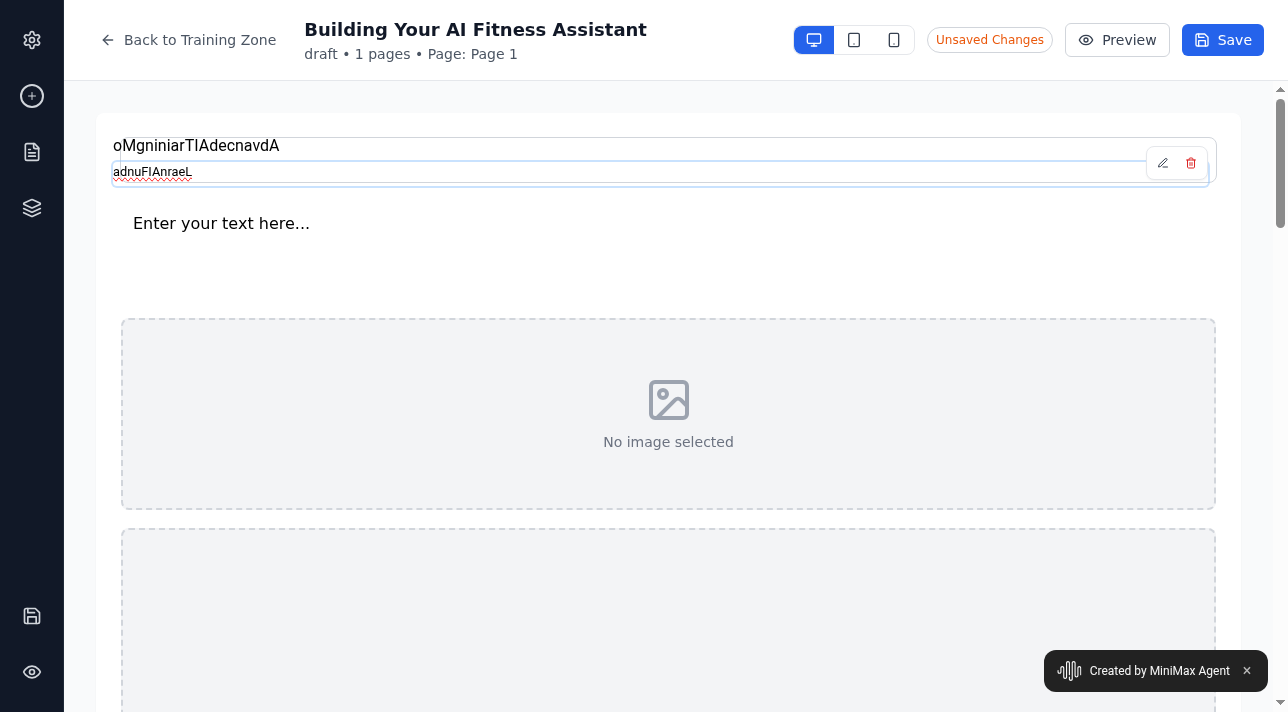 Back to Training Zone
Building Your AI Fitness Assistant
draft • 1 pages • Page: Page 1
Unsaved Changes
Preview
Save
oMgniniarTIAdecnavdA
adnuFIAnraeL
Enter your text here...
No image selected
Created by MiniMax Agent